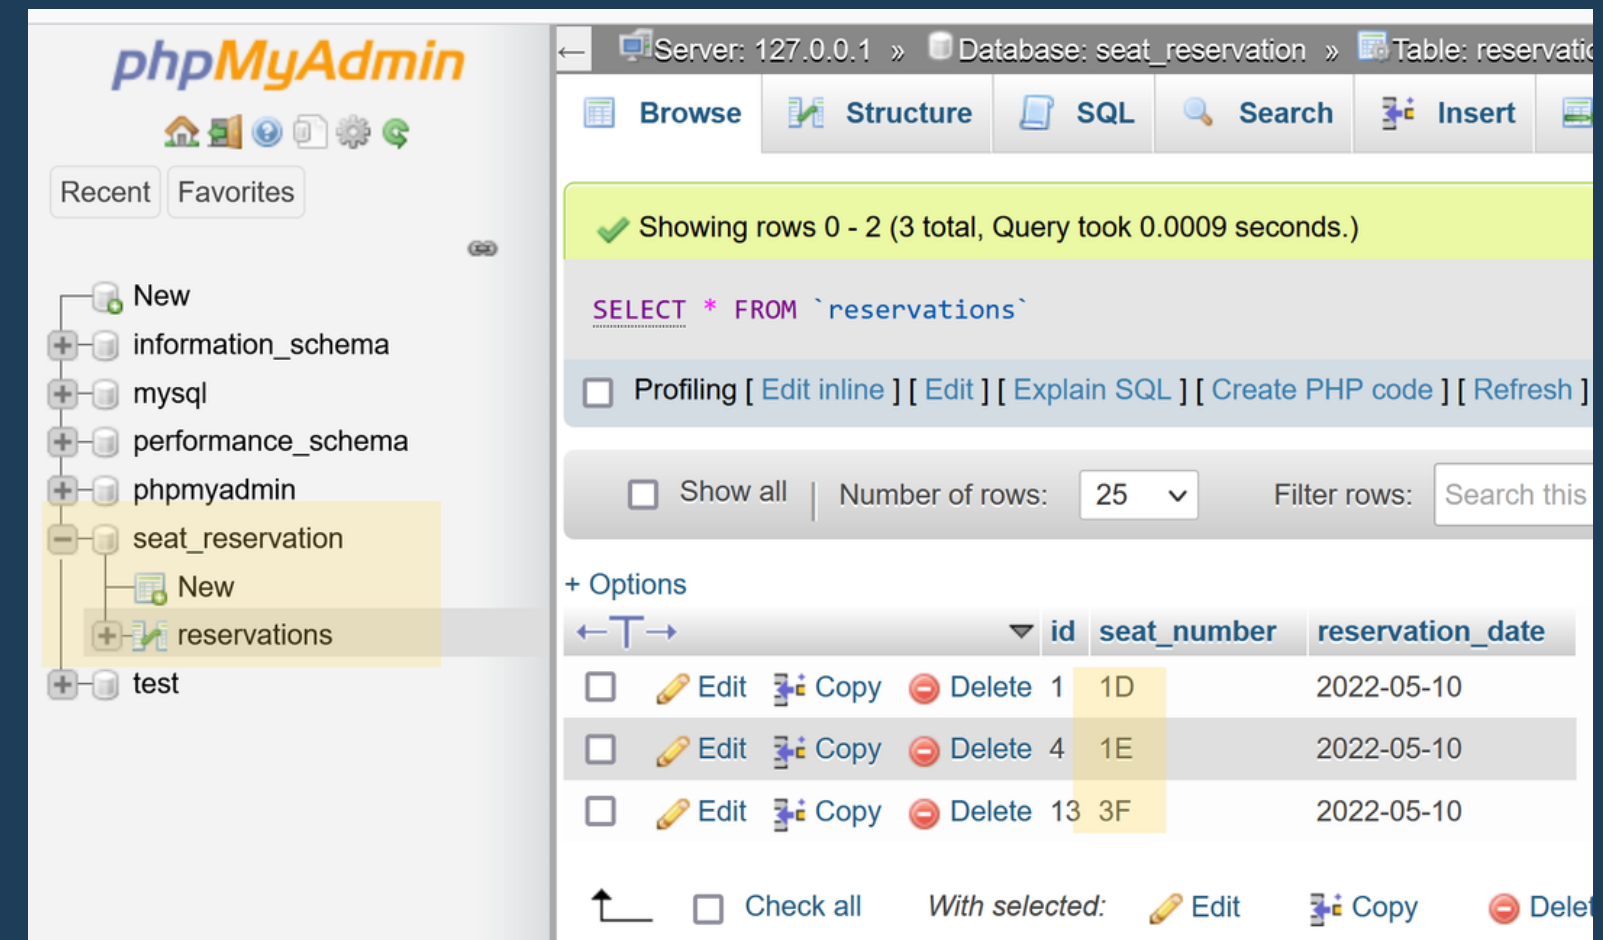 phpMyAdmin
Recent Favorites
New
information_schema
mysql
performance_schema
phpmyadmin
seat_reservation
New
reservations
test
← Server: 127.0.0.1 » Database: seat_reservation » Table: reservatio
Browse Structure SQL Search Insert
Showing rows 0 - 2 (3 total, Query took 0.0009 seconds.)
SELECT * FROM `reservations`
Profiling [ Edit inline ] [ Edit ] [ Explain SQL ] [ Create PHP code ] [ Refresh ]
Show all | Number of rows: 25 Filter rows: Search this
+ Options
←T→ id seat_number reservation_date
Edit Copy Delete 1 1D 2022-05-10
Edit Copy Delete 4 1E 2022-05-10
Edit Copy Delete 13 3F 2022-05-10
Check all With selected: Edit Copy Delet